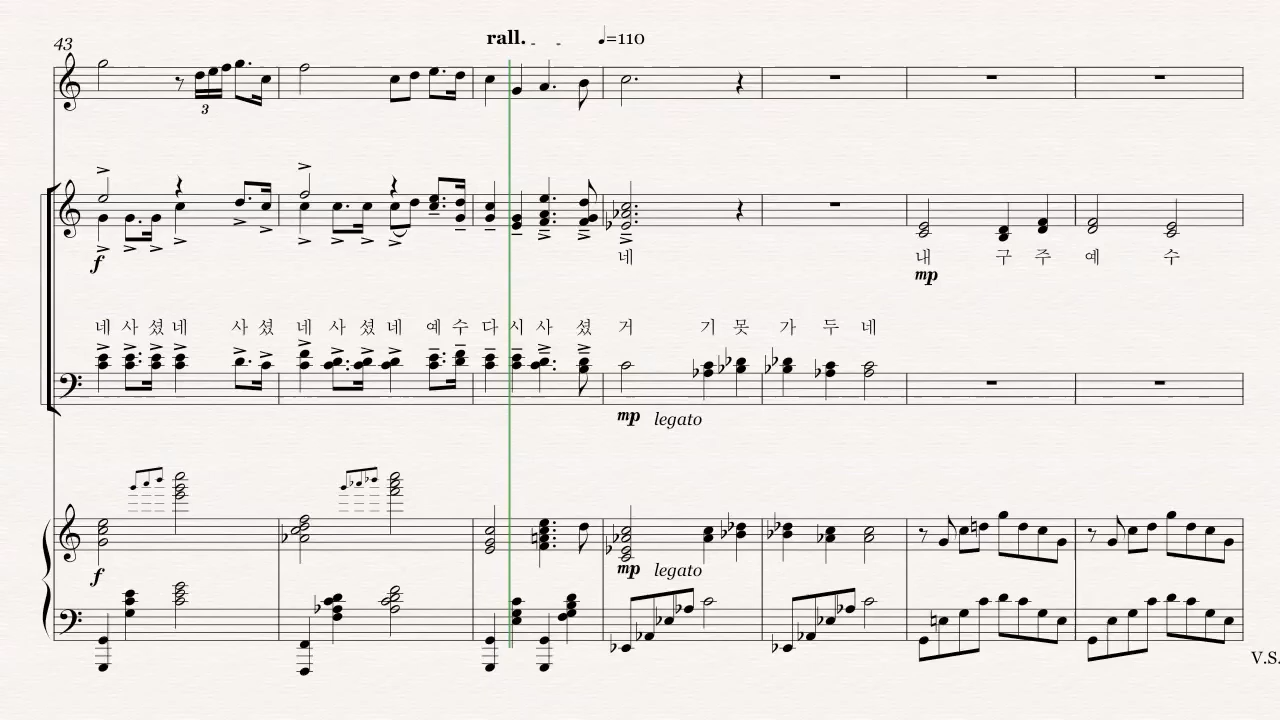 43
rall. - - ♩=110
3
f
네
내 구 주 예 수
mp
네 사 셨 네 사 셨 네 사 셨 네 예 수 다 시 사 셨 거 기 못 가 두 네
mp legato
f
mp legato
V.S.